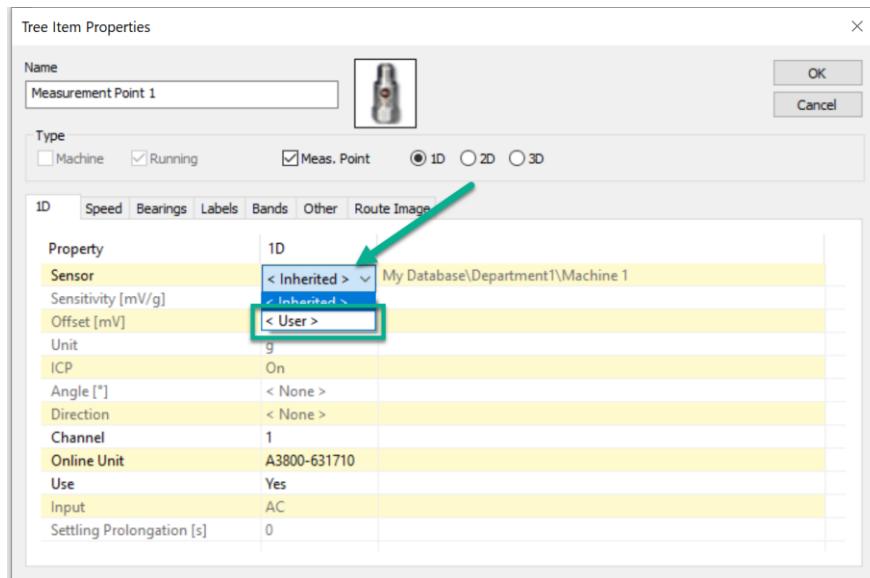 Tree Item Properties
Name
Measurement Point 1
OK
Cancel
Type
Machine Running Meas. Point 1D 2D 3D
1D Speed Bearings Labels Bands Other Route Image
Property 1D
Sensor < Inherited > My Database\Department1\Machine 1
Sensitivity [mV/g] < Inherited >
Offset [mV] < User >
Unit g
ICP On
Angle [°] < None >
Direction < None >
Channel 1
Online Unit A3800-631710
Use Yes
Input AC
Settling Prolongation [s] 0